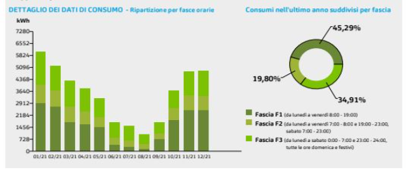 DETTAGLIO DEI DATI DI CONSUMO - Ripartizione per fasce orarie
kWh
7280
6552
5824
5096
4368
3640
2912
2184
1456
728
0
01/21 02/21 03/21 04/21 05/21 06/21 07/21 08/21 09/21 10/21 11/21 12/21
Consumi nell'ultimo anno suddivisi per fascia
45,29%
19,80%
34,91%
Fascia F1 (da lunedì a venerdì 8:00 - 19:00)
Fascia F2 (da lunedì a venerdì 7:00 - 8:00 e 19:00 - 23:00,
sabato 7:00 - 23:00)
Fascia F3 (da lunedì a sabato 0:00 - 7:00 e 23:00 - 24:00,
tutte le ore domenica e festivi)